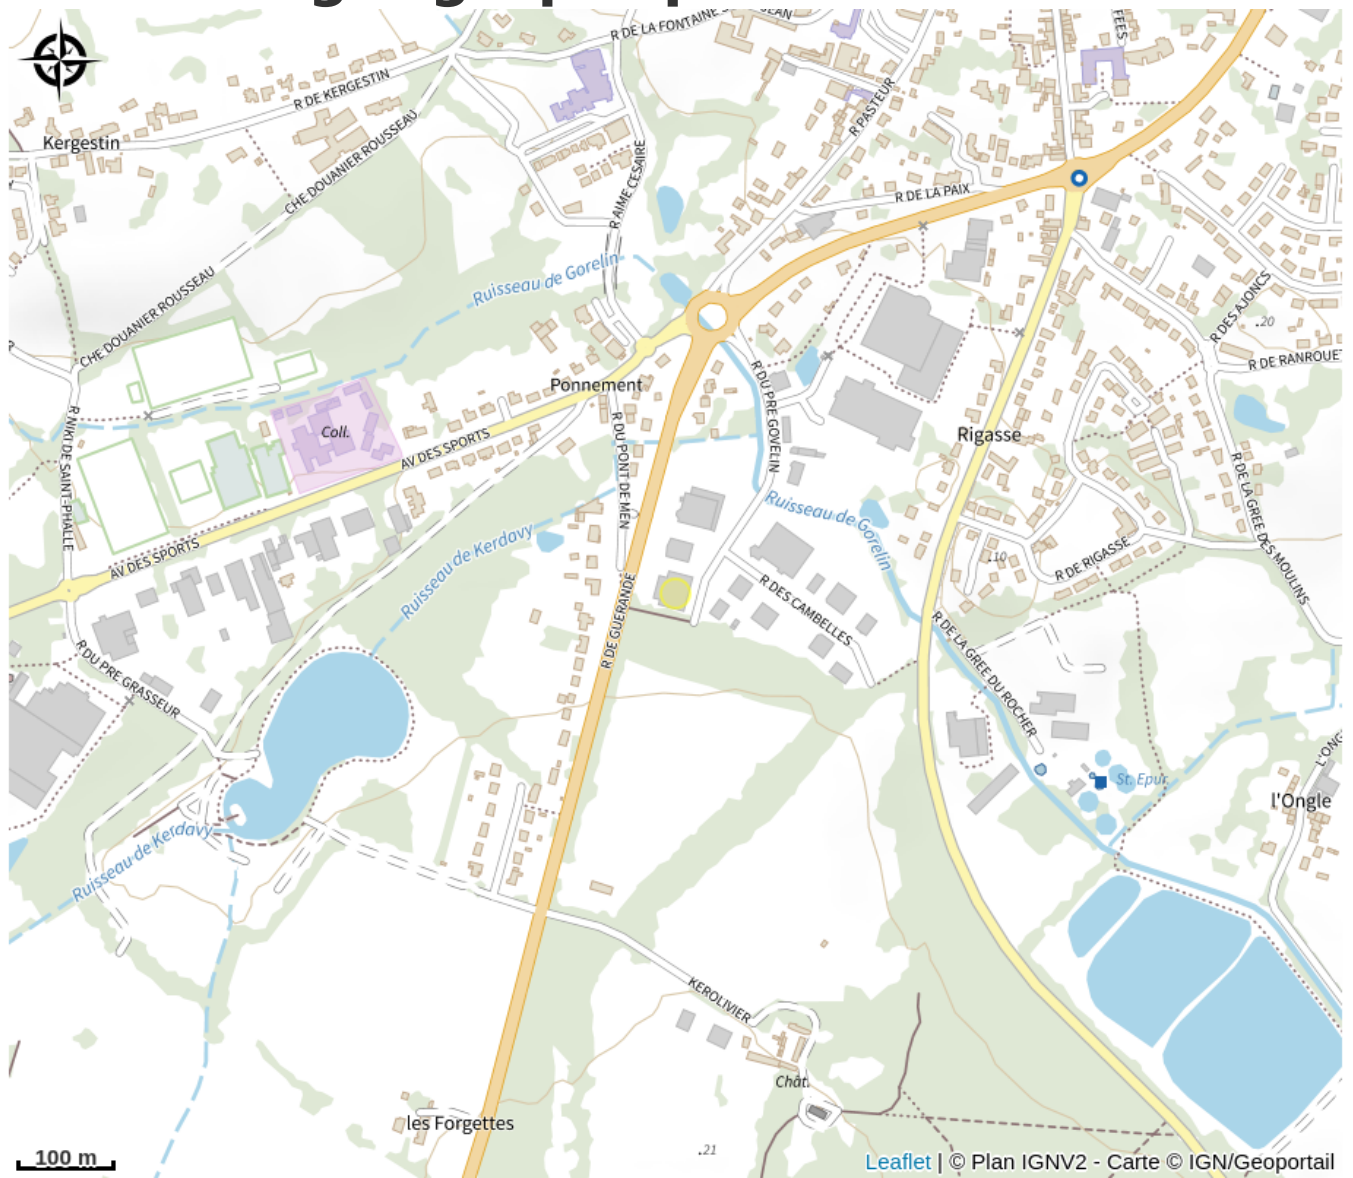 R DE LA FONTAINE
FEES
R DE KERGESTIN
R PASTEUR
Kergestin
CHE DOUANIER ROUSSEAU
R AIME CESAIRE
R DE LA PAIX
Ruisseau de Gorelin
CHE DOUANIER ROUSSEAU
R DES AJONCS
.20
R DE RANROUET
Ponnement
R DU PRE GOVELIN
Coll.
AV DES SPORTS
R NIKI DE SAINT-PHALLE
R DU PONT DE MEN
Rigasse
R DE LA GREE DES MOULINS
Ruisseau de Gorelin
Ruisseau de Kerdavy
AV DES SPORTS
.10
R DE RIGASSE
R DES CAMBELLES
R DE GUERANDE
R DE LA GREE DU ROCHER
R DU PRE GRASSEUR
St. Epur.
L'ONG
l'Ongle
Ruisseau de Kerdavy
KEROLIVIER
Chât.
les Forgettes
.21
100 m
Leaflet | © Plan IGNV2 - Carte © IGN/Geoportail